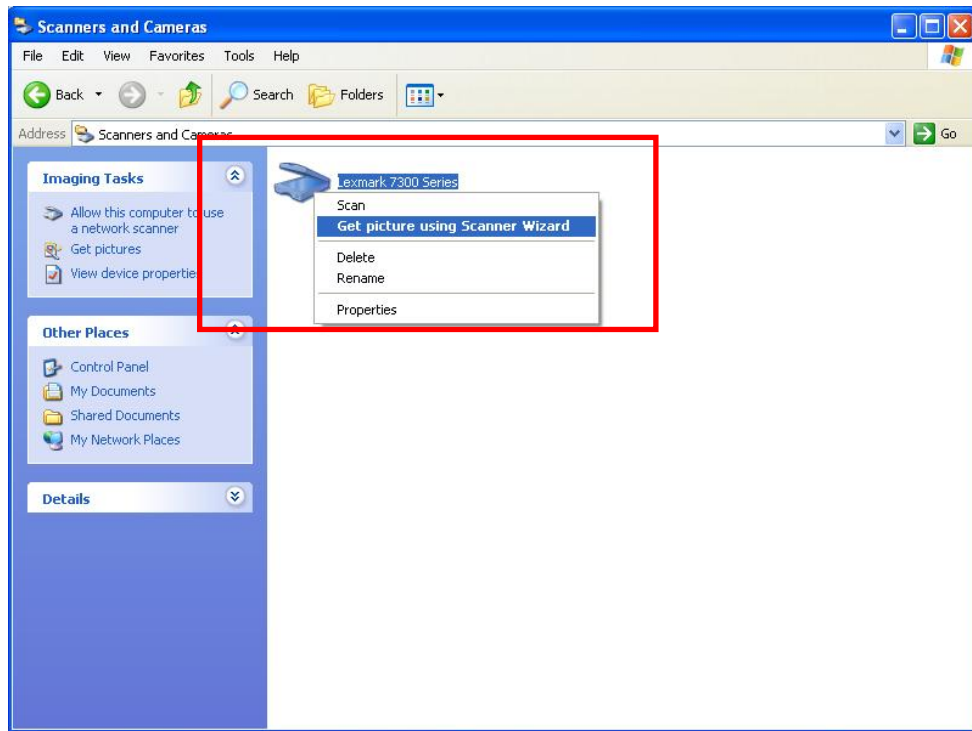 Scanners and Cameras
File Edit View Favorites Tools Help
Back Search Folders
Address Scanners and Cameras Go
Imaging Tasks
Allow this computer to use
a network scanner
Get pictures
View device properties
Other Places
Control Panel
My Documents
Shared Documents
My Network Places
Details
Lexmark 7300 Series
Scan
Get picture using Scanner Wizard
Delete
Rename
Properties